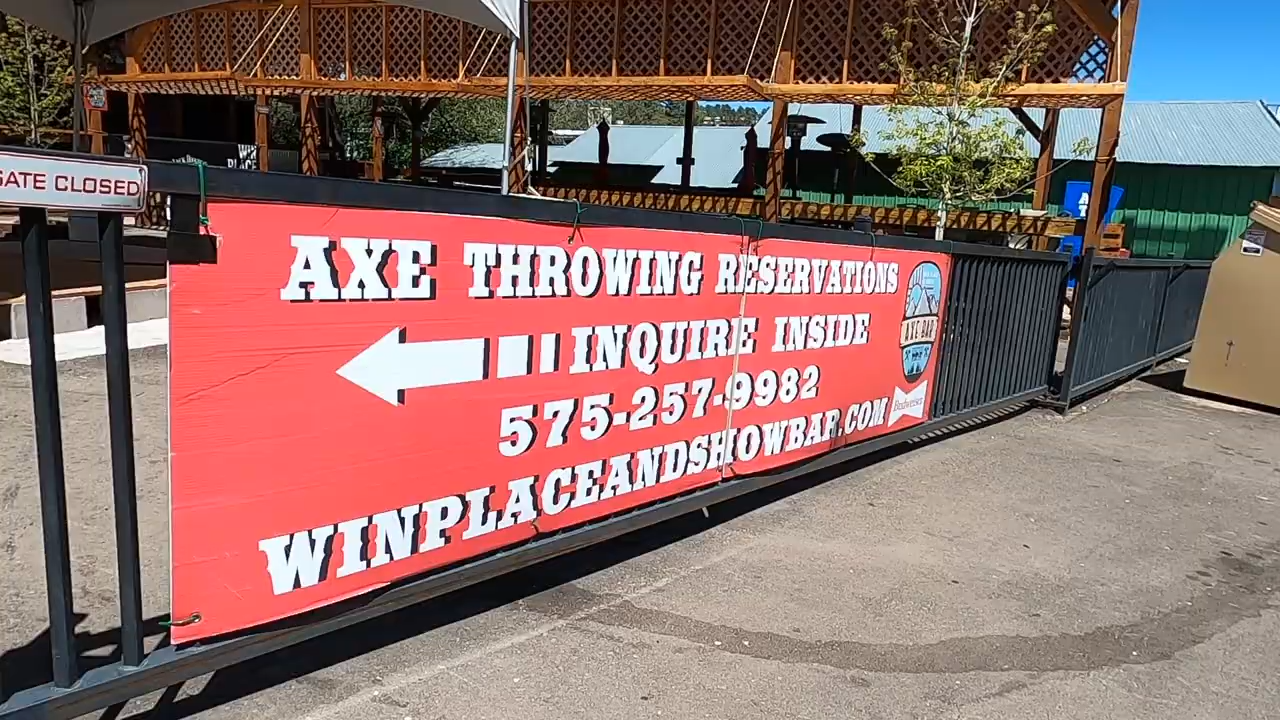 GATE CLOSED
AXE THROWING RESERVATIONS
INQUIRE INSIDE
575-257-9982
WINPLACEANDSHOWBAR.COM
AXE BAR
Budweiser